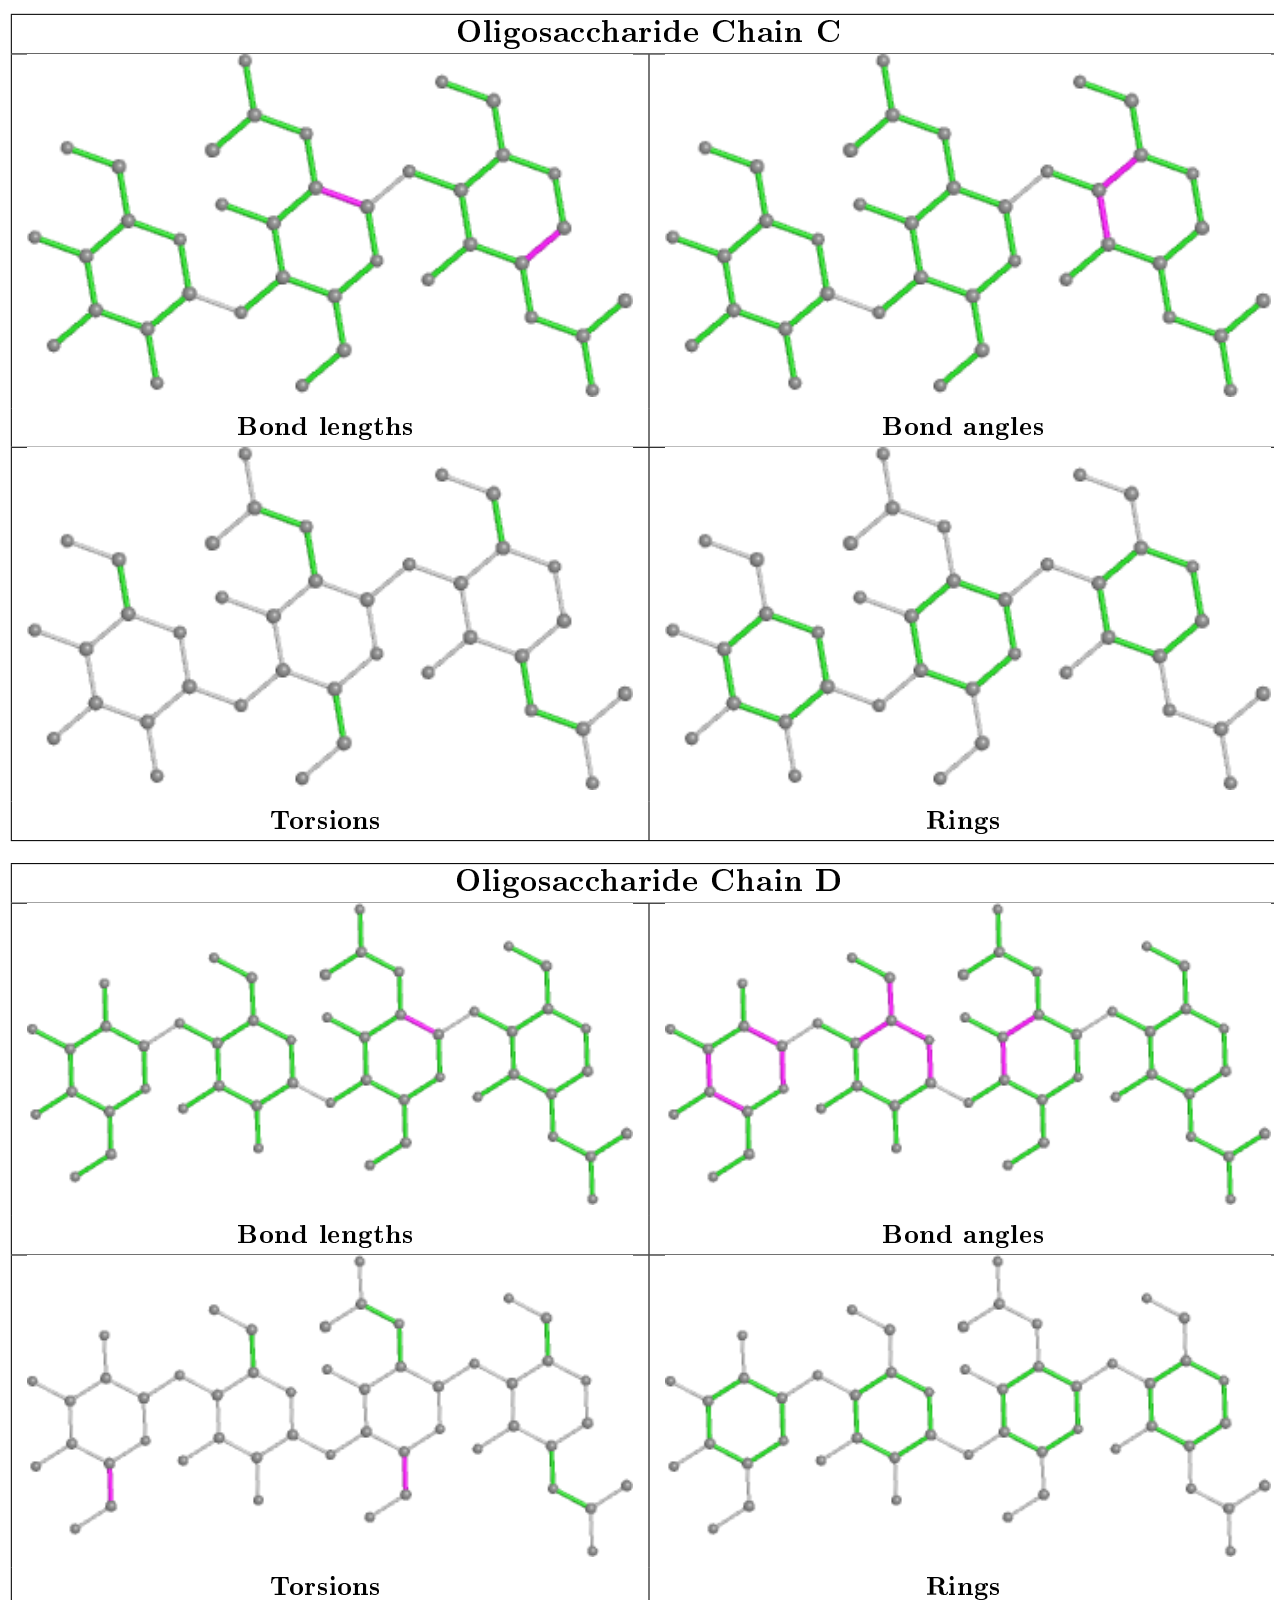 Oligosaccharide Chain C
Bond lengths
Bond angles
Torsions
Rings
Oligosaccharide Chain D
Bond lengths
Bond angles
Torsions
Rings